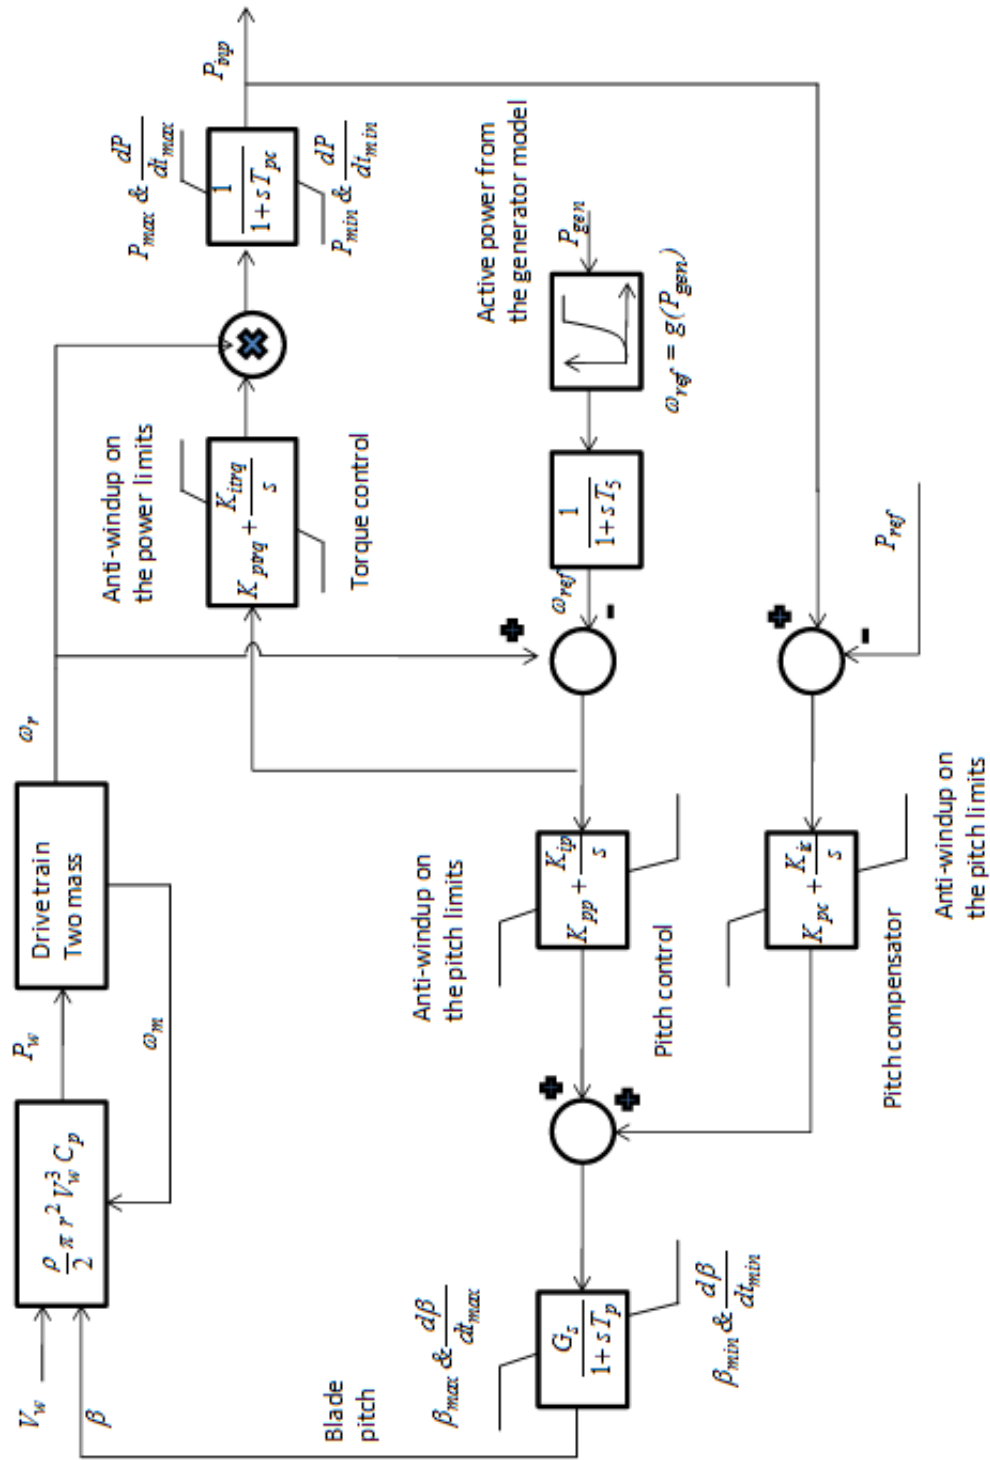 V_w
β
ρ/2 π r² V_w³ C_p
P_w
ω_m
Drive train
Two mass
ω_r
Anti-windup on
the power limits
K_ptrq + K_itrq/s
Torque control
P_max & dP/dt_max
1/(1+sT_pc)
P_min & dP/dt_min
P_inp
Active power from
the generator model
P_gen
ω_ref = g(P_gen)
1/(1+sT_5)
ω_ref
+
-
Anti-windup on
the pitch limits
K_pp + K_ip/s
Pitch control
+
+
Blade
pitch
β_max & dβ/dt_max
G_s/(1+sT_p)
β_min & dβ/dt_min
P_ref
+
-
K_pc + K_ic/s
Pitch compensator
Anti-windup on
the pitch limits